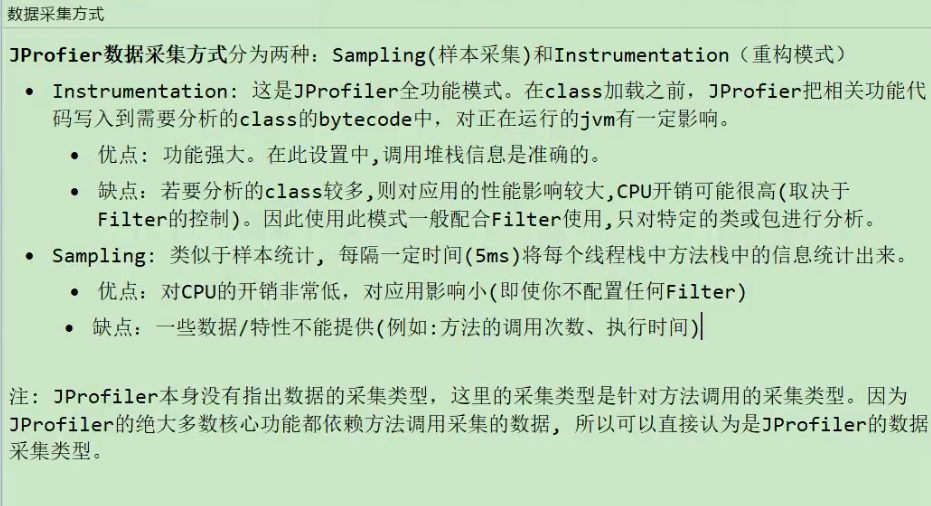 数据采集方式
JProfier数据采集方式分为两种：Sampling(样本采集)和Instrumentation（重构模式）
• Instrumentation: 这是JProfiler全功能模式。在class加载之前，JProfier把相关功能代
码写入到需要分析的class的bytecode中，对正在运行的jvm有一定影响。
• 优点: 功能强大。在此设置中,调用堆栈信息是准确的。
• 缺点：若要分析的class较多,则对应用的性能影响较大,CPU开销可能很高(取决于
Filter的控制)。因此使用此模式一般配合Filter使用,只对特定的类或包进行分析。
• Sampling: 类似于样本统计, 每隔一定时间(5ms)将每个线程栈中方法栈中的信息统计出来。
• 优点：对CPU的开销非常低，对应用影响小(即使你不配置任何Filter)
• 缺点：一些数据/特性不能提供(例如:方法的调用次数、执行时间)
注: JProfiler本身没有指出数据的采集类型，这里的采集类型是针对方法调用的采集类型。因为
JProfiler的绝大多数核心功能都依赖方法调用采集的数据, 所以可以直接认为是JProfiler的数据
采集类型。